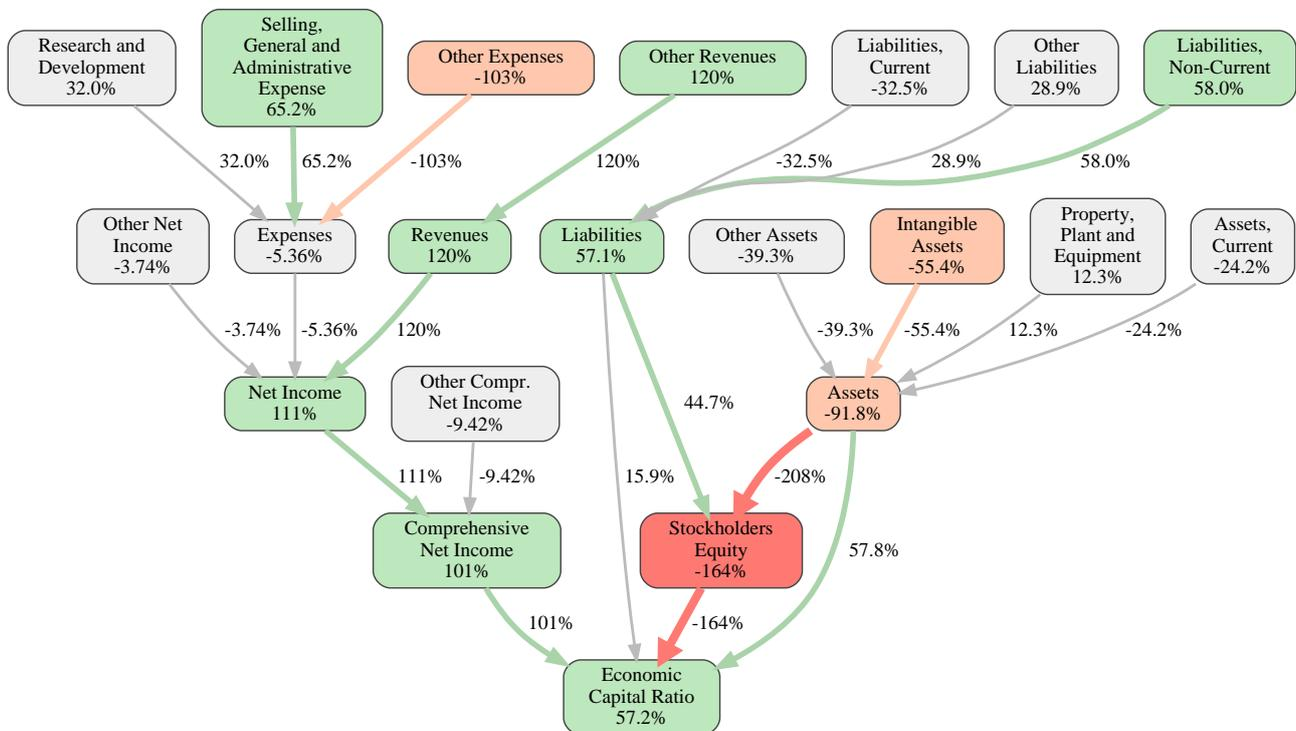 Research and
Development
32.0%
Selling,
General and
Administrative
Expense
65.2%
Other Expenses
-103%
Other Revenues
120%
Liabilities,
Current
-32.5%
Other
Liabilities
28.9%
Liabilities,
Non-Current
58.0%
32.0%
65.2%
-103%
120%
-32.5%
28.9%
58.0%
Other Net
Income
-3.74%
Expenses
-5.36%
Revenues
120%
Liabilities
57.1%
Other Assets
-39.3%
Intangible
Assets
-55.4%
Property,
Plant and
Equipment
12.3%
Assets,
Current
-24.2%
-3.74%
-5.36%
120%
-39.3%
-55.4%
12.3%
-24.2%
Net Income
111%
Other Compr.
Net Income
-9.42%
44.7%
Assets
-91.8%
111%
-9.42%
15.9%
-208%
Comprehensive
Net Income
101%
Stockholders
Equity
-164%
57.8%
101%
-164%
Economic
Capital Ratio
57.2%